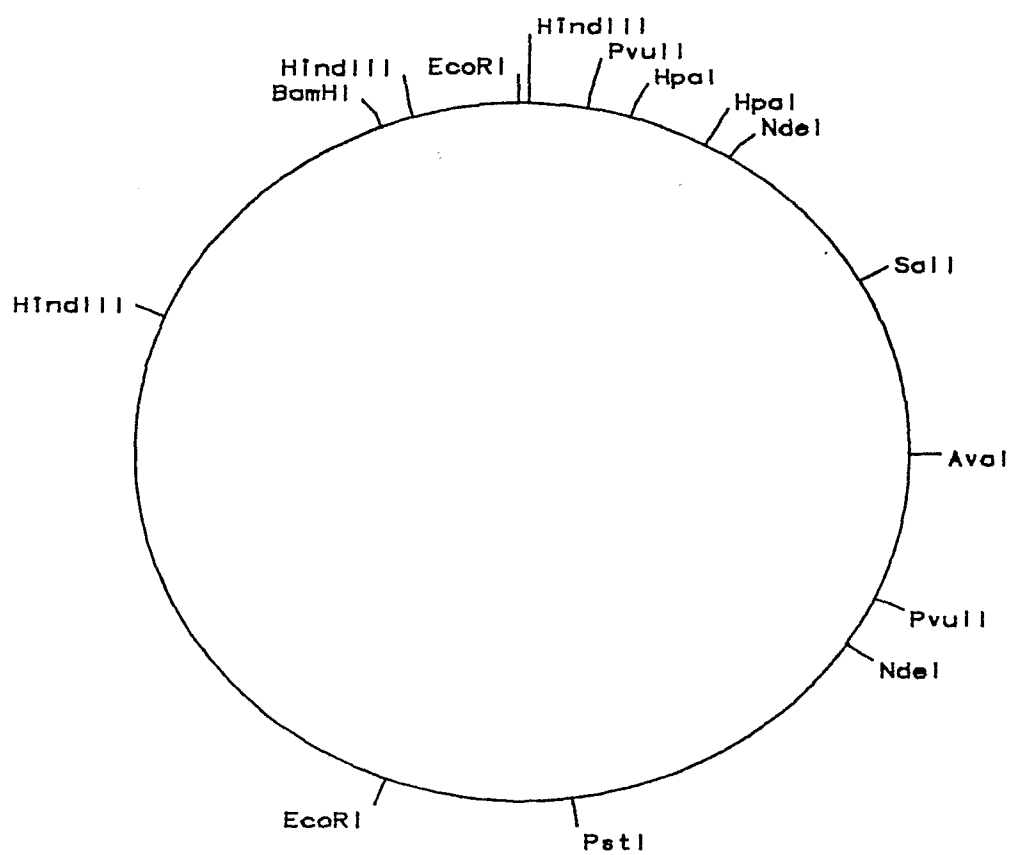 HindIII
PvuII
EcoRI
HindIII
HpaI
BamHI
HpaI
NdeI
SalI
HindIII
AvaI
PvuII
NdeI
EcoRI
PstI